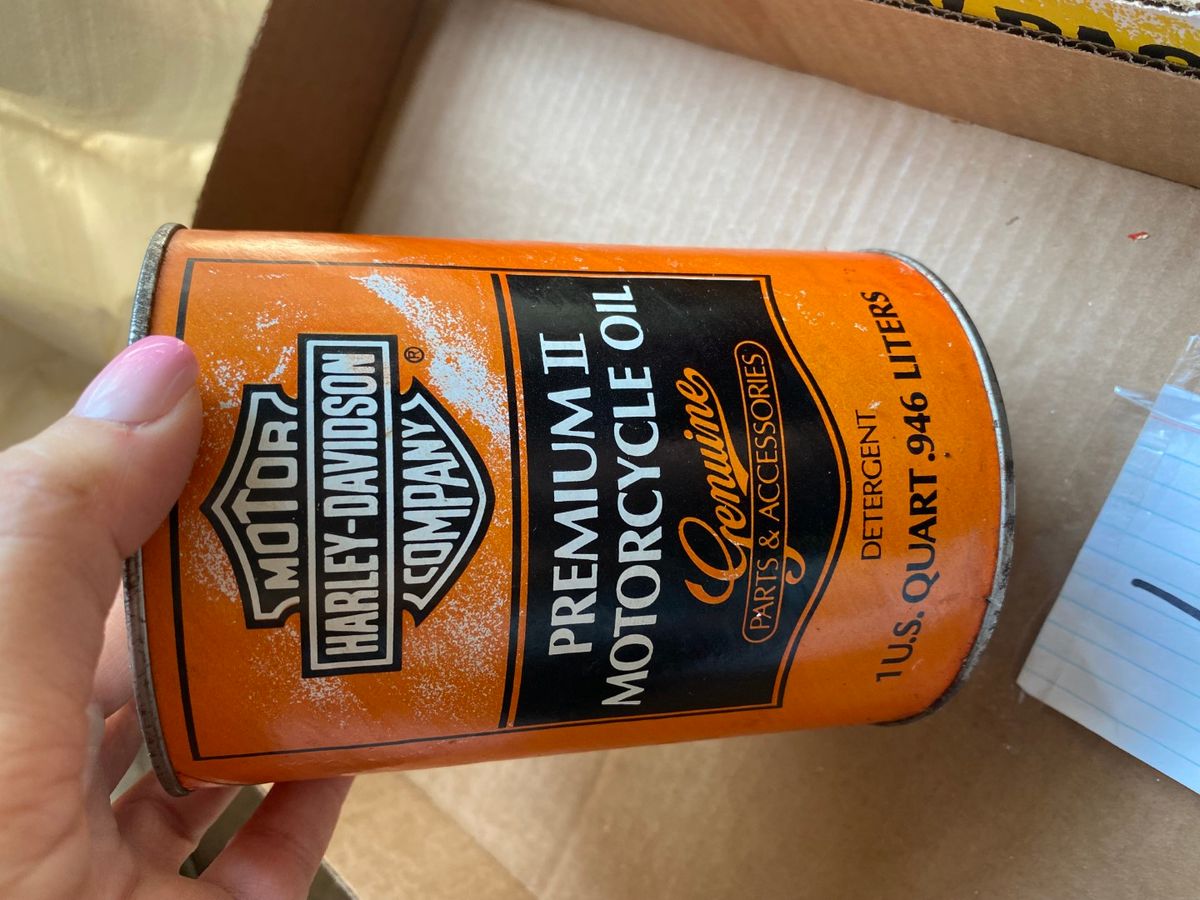 MOTOR
HARLEY-DAVIDSON
COMPANY
®
PREMIUM II
MOTORCYCLE OIL
Genuine
PARTS & ACCESSORIES
DETERGENT
1 U.S. QUART .946 LITERS